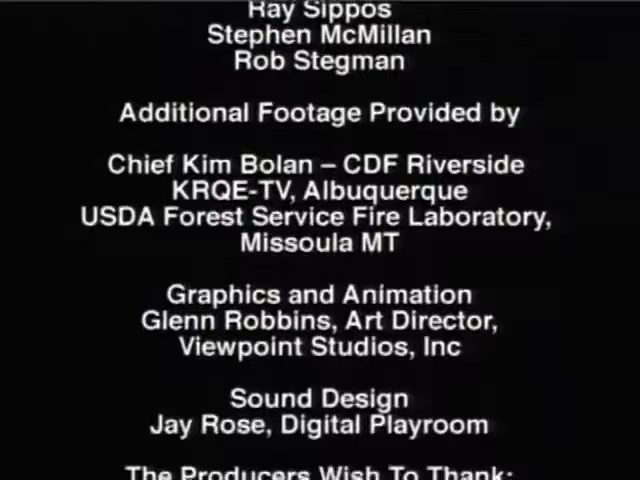 Ray Sippos
Stephen McMillan
Rob Stegman
Additional Footage Provided by
Chief Kim Bolan – CDF Riverside
KRQE-TV, Albuquerque
USDA Forest Service Fire Laboratory,
Missoula MT
Graphics and Animation
Glenn Robbins, Art Director,
Viewpoint Studios, Inc
Sound Design
Jay Rose, Digital Playroom
The Producers Wish To Thank: